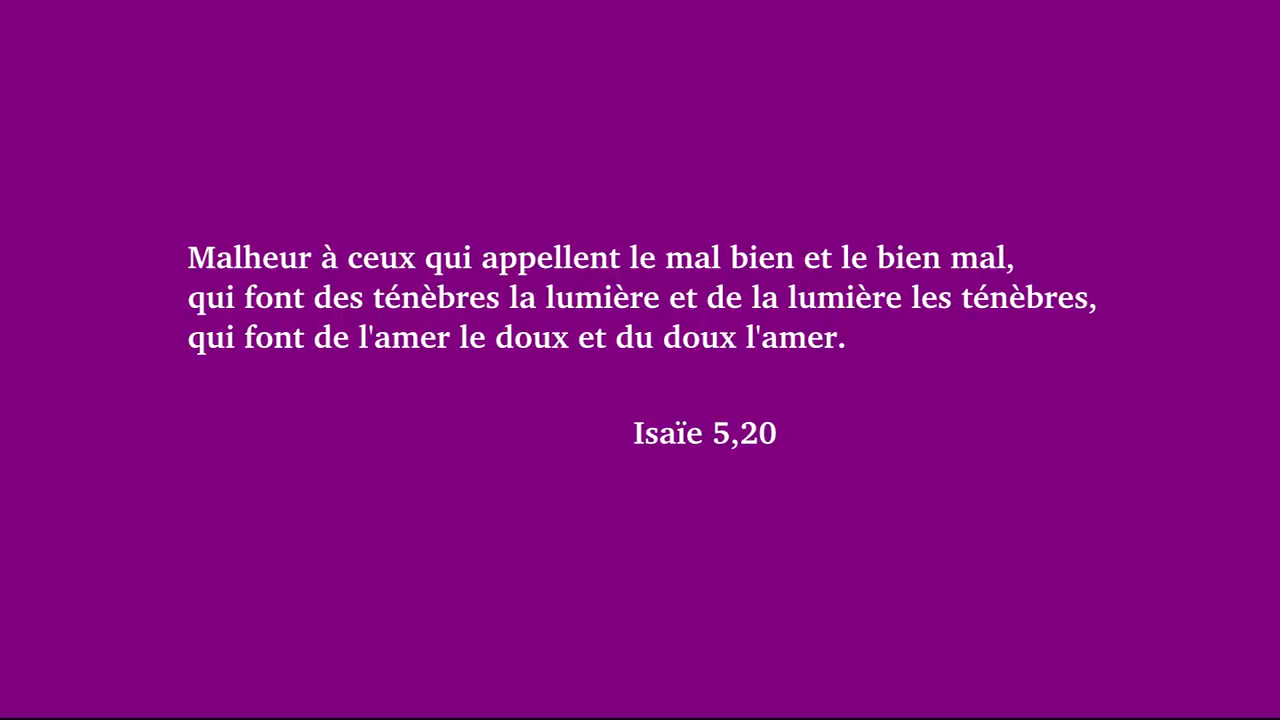 Malheur à ceux qui appellent le mal bien et le bien mal,
qui font des ténèbres la lumière et de la lumière les ténèbres,
qui font de l'amer le doux et du doux l'amer.
Isaïe 5,20